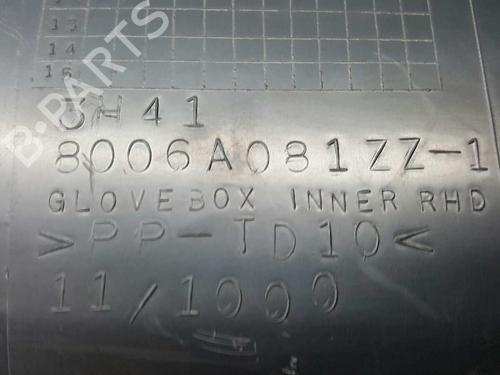 13
14
15
8006A081ZZ-1
GLOVEBOX INNER RHD
>PP-TD10<
11/1000
B-PARTS